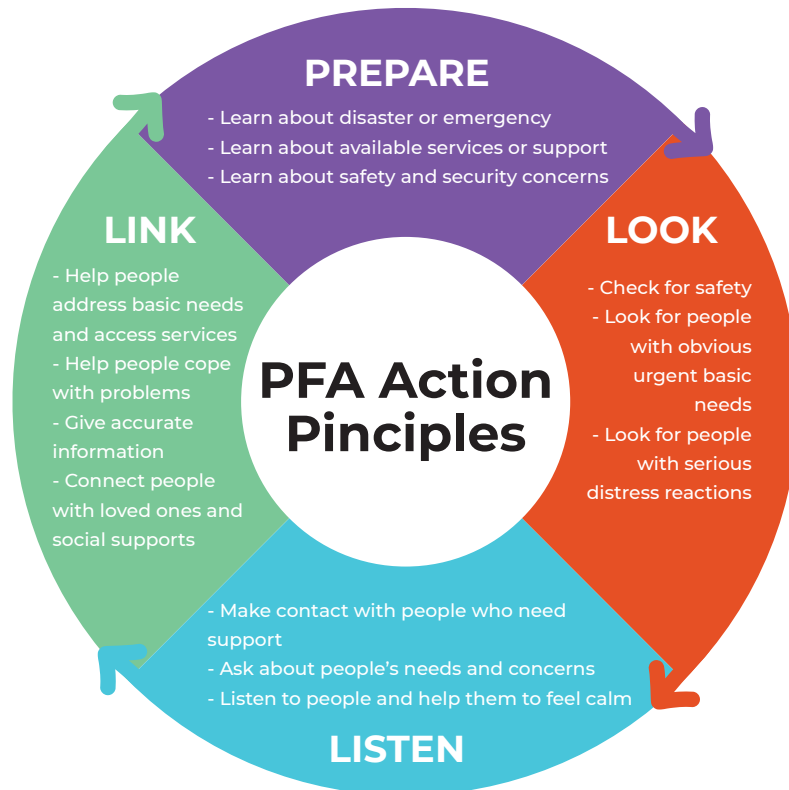 PREPARE
- Learn about disaster or emergency
- Learn about available services or support
- Learn about safety and security concerns
LOOK
- Check for safety
- Look for people
with obvious
urgent basic
needs
- Look for people
with serious
distress reactions
LINK
- Help people
address basic needs
and access services
- Help people cope
with problems
- Give accurate
information
- Connect people
with loved ones and
social supports
PFA Action
Pinciples
- Make contact with people who need
support
- Ask about people’s needs and concerns
- Listen to people and help them to feel calm
LISTEN